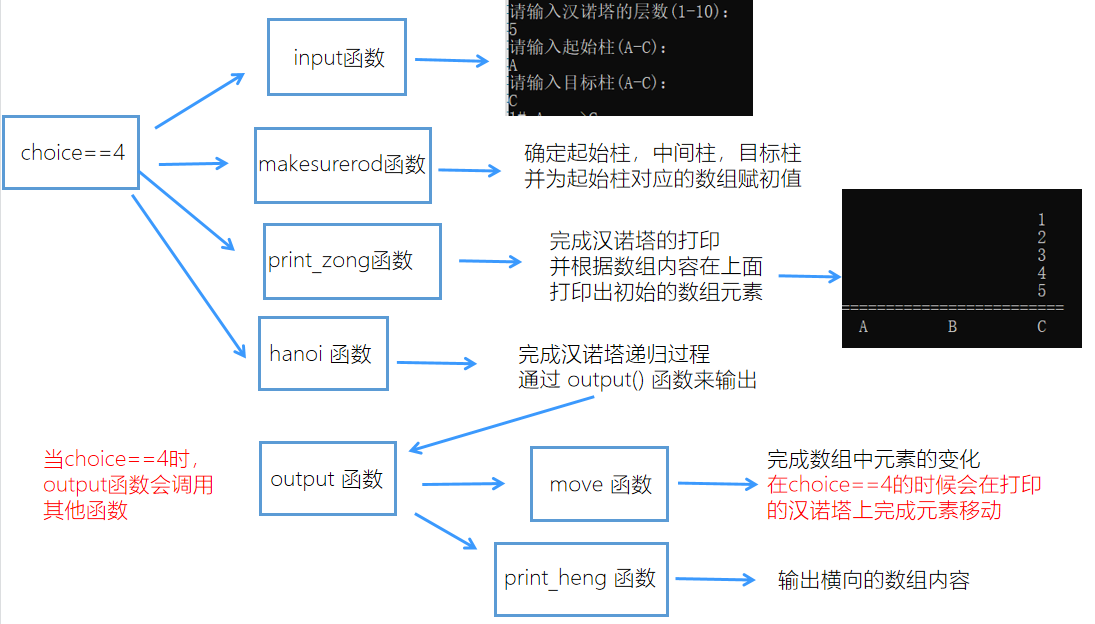 请输入汉诺塔的层数(1-10):
5
请输入起始柱(A-C):
A
请输入目标柱(A-C):
C
input函数
choice==4
makesurerod函数
确定起始柱，中间柱，目标柱
并为起始柱对应的数组赋初值
print_zong函数
完成汉诺塔的打印
并根据数组内容在上面
打印出初始的数组元素
1
2
3
4
5
=========================
A B C
hanoi 函数
完成汉诺塔递归过程
通过 output() 函数来输出
当choice==4时，
output函数会调用
其他函数
output 函数
move 函数
完成数组中元素的变化
在choice==4的时候会在打印
的汉诺塔上完成元素移动
print_heng 函数
输出横向的数组内容